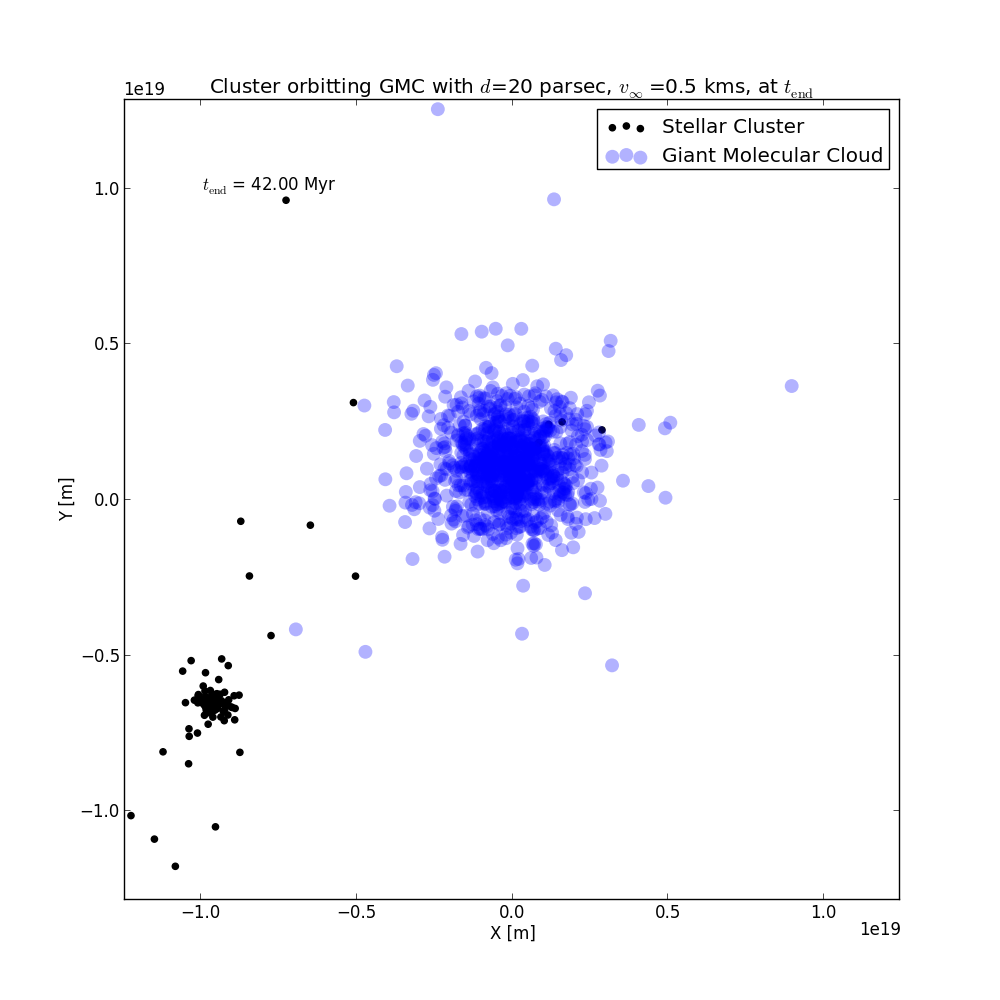 Cluster orbitting GMC with d=20 parsec, v∞ =0.5 kms, at tend
1e19
Stellar Cluster
Giant Molecular Cloud
tend = 42.00 Myr
1.0
0.5
0.0
−0.5
−1.0
Y [m]
−1.0 −0.5 0.0 0.5 1.0
X [m]
1e19